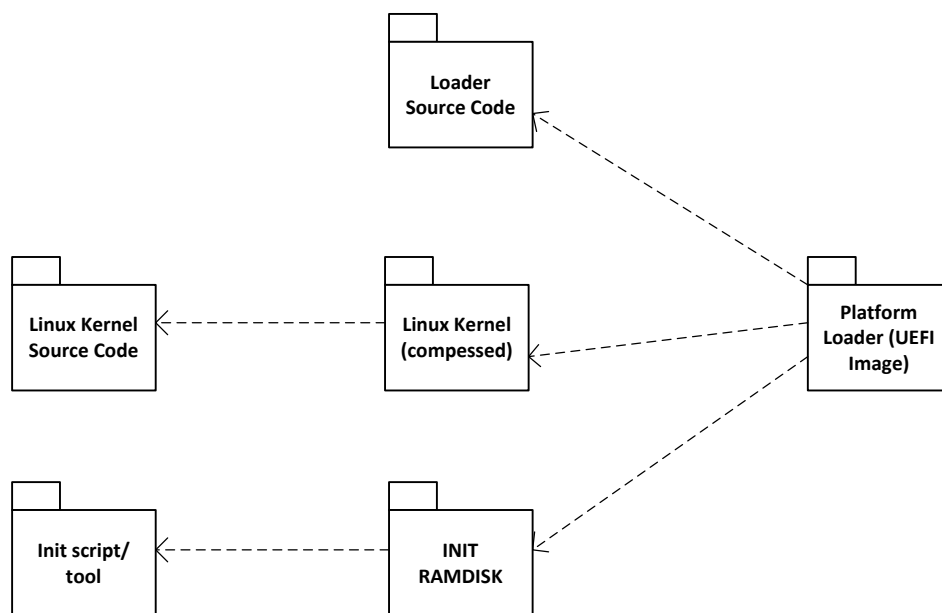 Loader
Source Code
Linux Kernel
Source Code
Linux Kernel
(compessed)
Platform
Loader (UEFI
Image)
Init script/
tool
INIT
RAMDISK